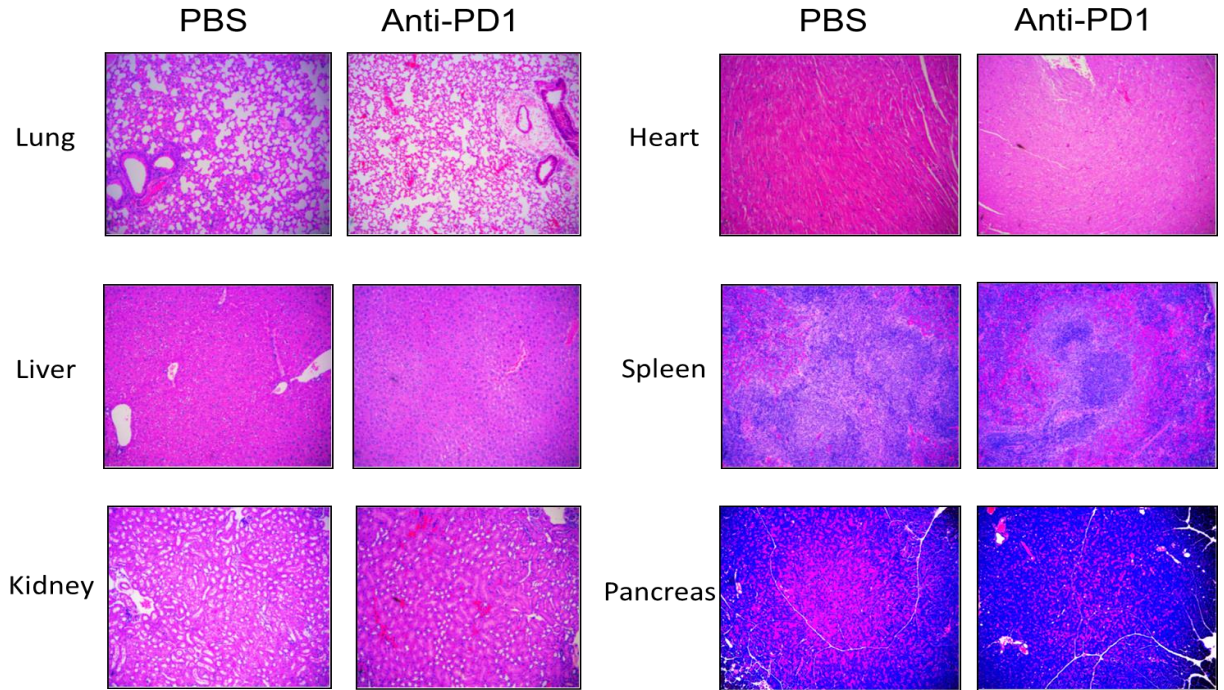 PBS Anti-PD1 PBS Anti-PD1
Lung Heart
Liver Spleen
Kidney Pancreas